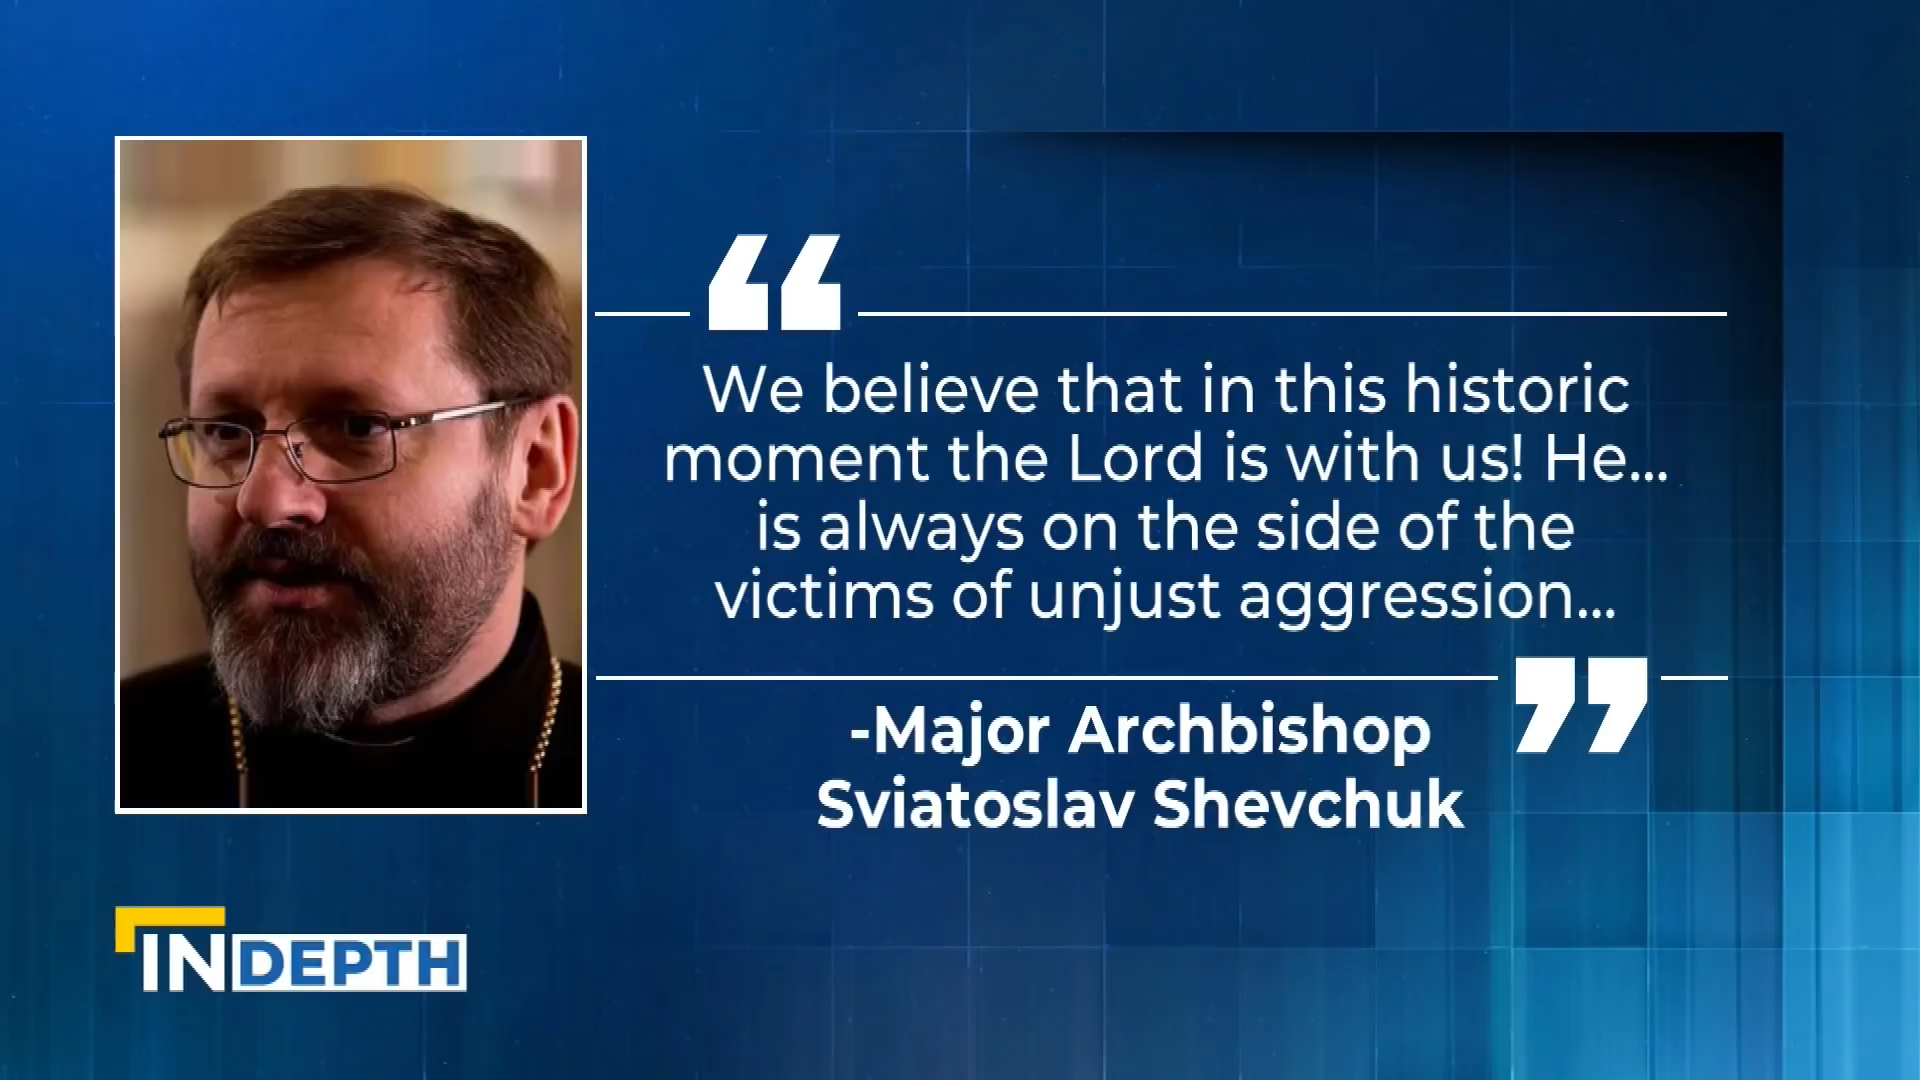 “
We believe that in this historic
moment the Lord is with us! He...
is always on the side of the
victims of unjust aggression...
”
-Major Archbishop
Sviatoslav Shevchuk
INDEPTH